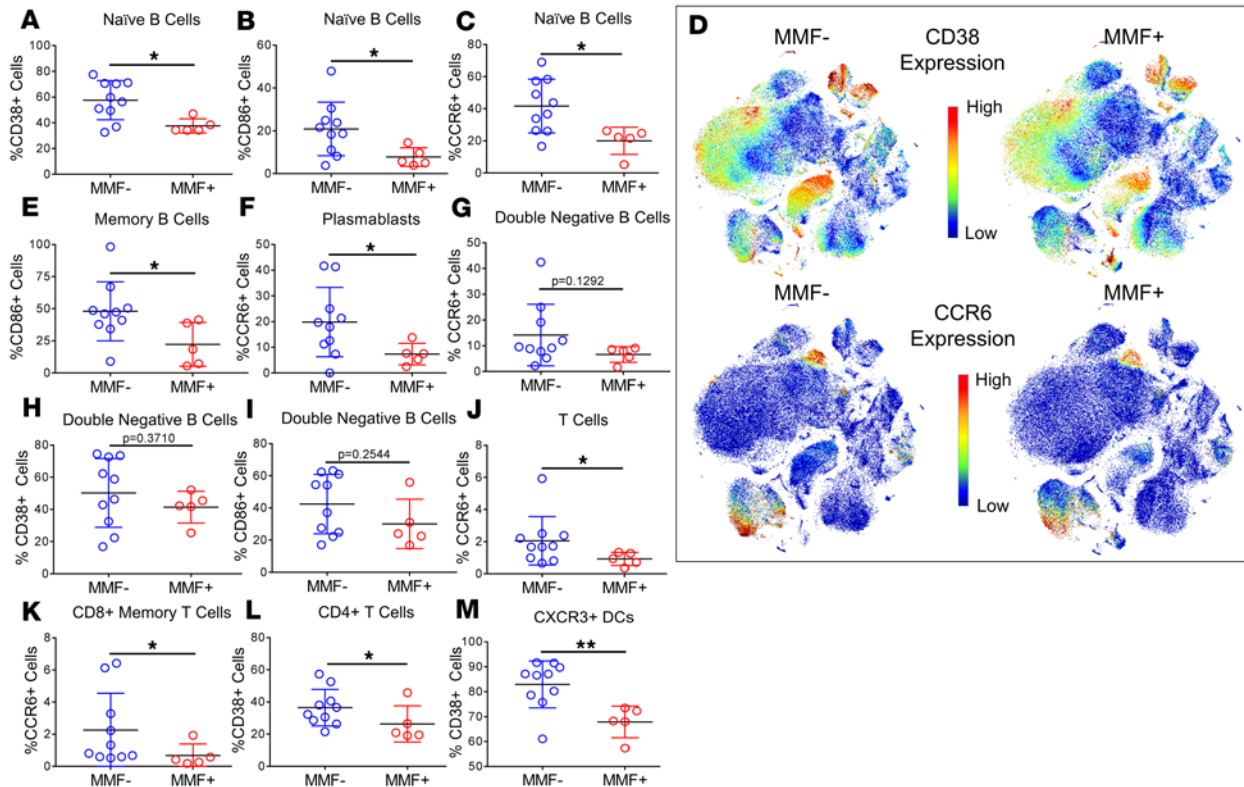 A
Naïve B Cells
%CD38+ Cells
100
80
60
40
20
0
*
MMF-
MMF+
B
Naïve B Cells
%CD86+ Cells
60
40
20
0
*
MMF-
MMF+
C
Naïve B Cells
%CCR6+ Cells
80
60
40
20
0
*
MMF-
MMF+
D
MMF-
CD38
Expression
MMF+
High
Low
MMF-
CCR6
Expression
MMF+
High
Low
E
Memory B Cells
%CD86+ Cells
100
75
50
25
0
*
MMF-
MMF+
F
Plasmablasts
%CCR6+ Cells
50
40
30
20
10
0
*
MMF-
MMF+
G
Double Negative B Cells
% CCR6+ Cells
50
40
30
20
10
0
p=0.1292
MMF-
MMF+
H
Double Negative B Cells
% CD38+ Cells
80
60
40
20
0
p=0.3710
MMF-
MMF+
I
Double Negative B Cells
% CD86+ Cells
80
60
40
20
0
p=0.2544
MMF-
MMF+
J
T Cells
% CCR6+ Cells
8
6
4
2
0
*
MMF-
MMF+
K
CD8+ Memory T Cells
%CCR6+ Cells
8
6
4
2
0
*
MMF-
MMF+
L
CD4+ T Cells
%CD38+ Cells
80
60
40
20
0
*
MMF-
MMF+
M
CXCR3+ DCs
% CD38+ Cells
100
90
80
70
60
50
**
MMF-
MMF+